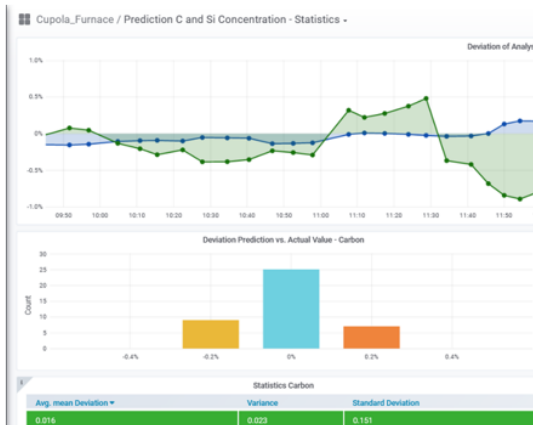 Cupola_Furnace / Prediction C and Si Concentration - Statistics
Deviation of
1.0%
0.5%
0%
-0.5%
-1.0%
09:50 10:00 10:10 10:20 10:30 10:40 10:50 11:00 11:10 11:20 11:30 11:40 11:50
Deviation Prediction vs. Actual Value - Carbon
30
25
20
15
10
5
0
Count
-0.4% -0.2% 0% 0.2% 0.4%
Statistics Carbon
Avg. mean Deviation Variance Standard Deviation
0.016 0.023 0.151